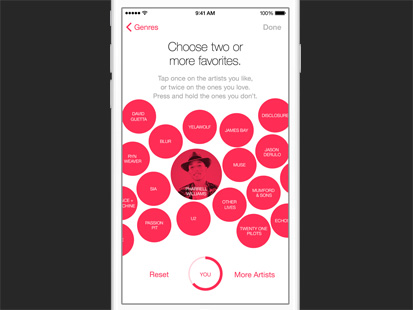 9:41 AM
100%
Genres
Done
Choose two or
more favorites.
Tap once on the artists you like,
or twice on the ones you love.
Press and hold the ones you don't.
DAVID
GUETTA
YELAWOLF
JAMES BAY
DISCLOSURE
BLUR
RYN
WEAVER
MUSE
JASON
DERULO
SIA
PHARRELL
WILLIAMS
OTHER
LIVES
MUMFORD
& SONS
PASSION
PIT
U2
TWENTY ONE
PILOTS
Reset
YOU
More Artists